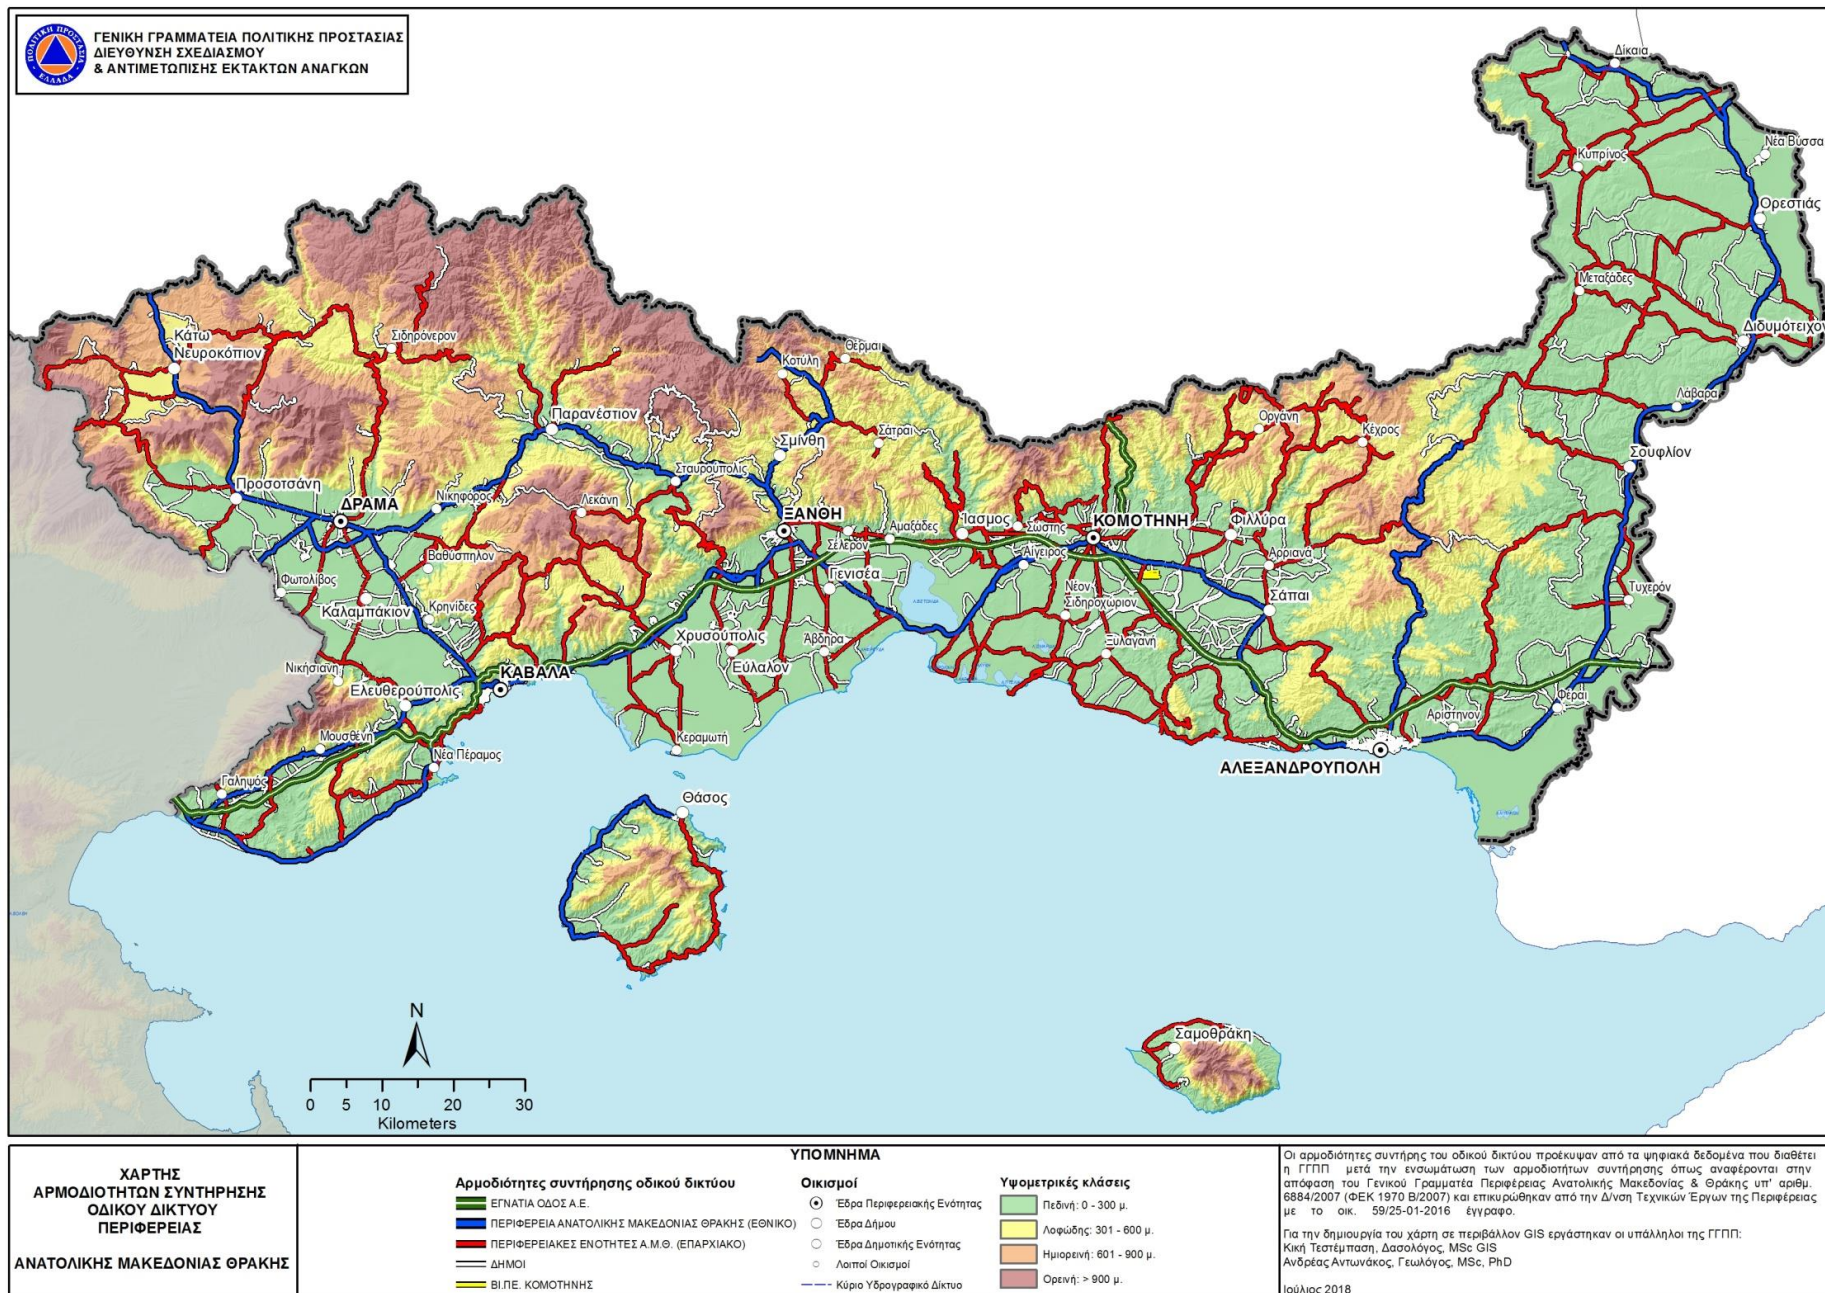 ΓΕΝΙΚΗ ΓΡΑΜΜΑΤΕΙΑ ΠΟΛΙΤΙΚΗΣ ΠΡΟΣΤΑΣΙΑΣ
ΔΙΕΥΘΥΝΣΗ ΣΧΕΔΙΑΣΜΟΥ
& ΑΝΤΙΜΕΤΩΠΙΣΗΣ ΕΚΤΑΚΤΩΝ ΑΝΑΓΚΩΝ
ΠΟΛΙΤΙΚΗ ΠΡΟΣΤΑΣΙΑ
ΕΛΛΑΔΑ
Δίκαια
Νέα Βύσσα
Κυπρίνος
Ορεστιάς
Μεταξάδες
Διδυμότειχον
Λάβαρα
Σουφλίον
Τυχερόν
Φέραι
Αρίστηνον
ΑΛΕΞΑΝΔΡΟΥΠΟΛΗ
Κάτω
Νευροκόπιον
Σιδηρόνερον
Παρανέστιον
Προσοτσάνη
ΔΡΑΜΑ
Νικηφόρος
Λεκάνη
Σταυρούπολις
Βαθύσπηλον
Φωτολίβος
Καλαμπάκιον
Κρηνίδες
Νικήσιανη
Ελευθερούπολις
ΚΑΒΑΛΑ
Μουσθένη
Νέα Πέραμος
Γαληψός
Κοτύλη
Θέρμαι
Σάτραι
Σμίνθη
ΞΑΝΘΗ
Σέλερον
Αμαξάδες
Ίασμος
Σώστης
ΚΟΜΟΤΗΝΗ
Αίγειρος
Φιλλύρα
Αρριανά
Οργάνη
Κέχρος
Γενισέα
Νέον
Σιδηροχώριον
Σάπαι
Ξυλαγανή
Άβδηρα
Χρυσούπολις
Εύλαλον
Κεραμωτή
Θάσος
Σαμοθράκη
N
0 5 10 20 30
Kilometers
ΧΑΡΤΗΣ
ΑΡΜΟΔΙΟΤΗΤΩΝ ΣΥΝΤΗΡΗΣΗΣ
ΟΔΙΚΟΥ ΔΙΚΤΥΟΥ
ΠΕΡΙΦΕΡΕΙΑΣ
ΑΝΑΤΟΛΙΚΗΣ ΜΑΚΕΔΟΝΙΑΣ ΘΡΑΚΗΣ
ΥΠΟΜΝΗΜΑ
Αρμοδιότητες συντήρησης οδικού δικτύου
ΕΓΝΑΤΙΑ ΟΔΟΣ Α.Ε.
ΠΕΡΙΦΕΡΕΙΑ ΑΝΑΤΟΛΙΚΗΣ ΜΑΚΕΔΟΝΙΑΣ ΘΡΑΚΗΣ (ΕΘΝΙΚΟ)
ΠΕΡΙΦΕΡΕΙΑΚΕΣ ΕΝΟΤΗΤΕΣ Α.Μ.Θ. (ΕΠΑΡΧΙΑΚΟ)
ΔΗΜΟΙ
ΒΙ.ΠΕ. ΚΟΜΟΤΗΝΗΣ
Οικισμοί
Έδρα Περιφερειακής Ενότητας
Έδρα Δήμου
Έδρα Δημοτικής Ενότητας
Λοιποί Οικισμοί
Κύριο Υδρογραφικό Δίκτυο
Υψομετρικές κλάσεις
Πεδινή: 0 - 300 μ.
Λοφώδης: 301 - 600 μ.
Ημιορεινή: 601 - 900 μ.
Ορεινή: > 900 μ.
Οι αρμοδιότητες συντήρης του οδικού δικτύου προέκυψαν από τα ψηφιακά δεδομένα που διαθέτει
η ΓΓΠΠ μετά την ενσωμάτωση των αρμοδιοτήτων συντήρησης όπως αναφέρονται στην
απόφαση του Γενικού Γραμματέα Περιφέρειας Ανατολικής Μακεδονίας & Θράκης υπ' αριθμ.
6884/2007 (ΦΕΚ 1970 Β/2007) και επικυρώθηκαν από την Δ/νση Τεχνικών Έργων της Περιφέρειας
με το οικ. 59/25-01-2016 έγγραφο.
Για την δημιουργία του χάρτη σε περιβάλλον GIS εργάστηκαν οι υπάλληλοι της ΓΓΠΠ:
Κική Τεστέμπαση, Δασολόγος, MSc GIS
Ανδρέας Αντωνάκος, Γεωλόγος, MSc, PhD
Ιούλιος 2018